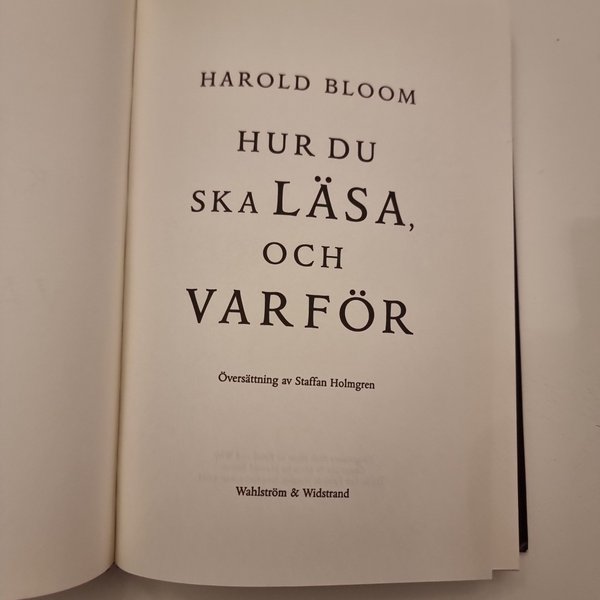 HAROLD BLOOM
HUR DU
SKA LÄSA,
OCH
VARFÖR
Översättning av Staffan Holmgren
Wahlström & Widstrand